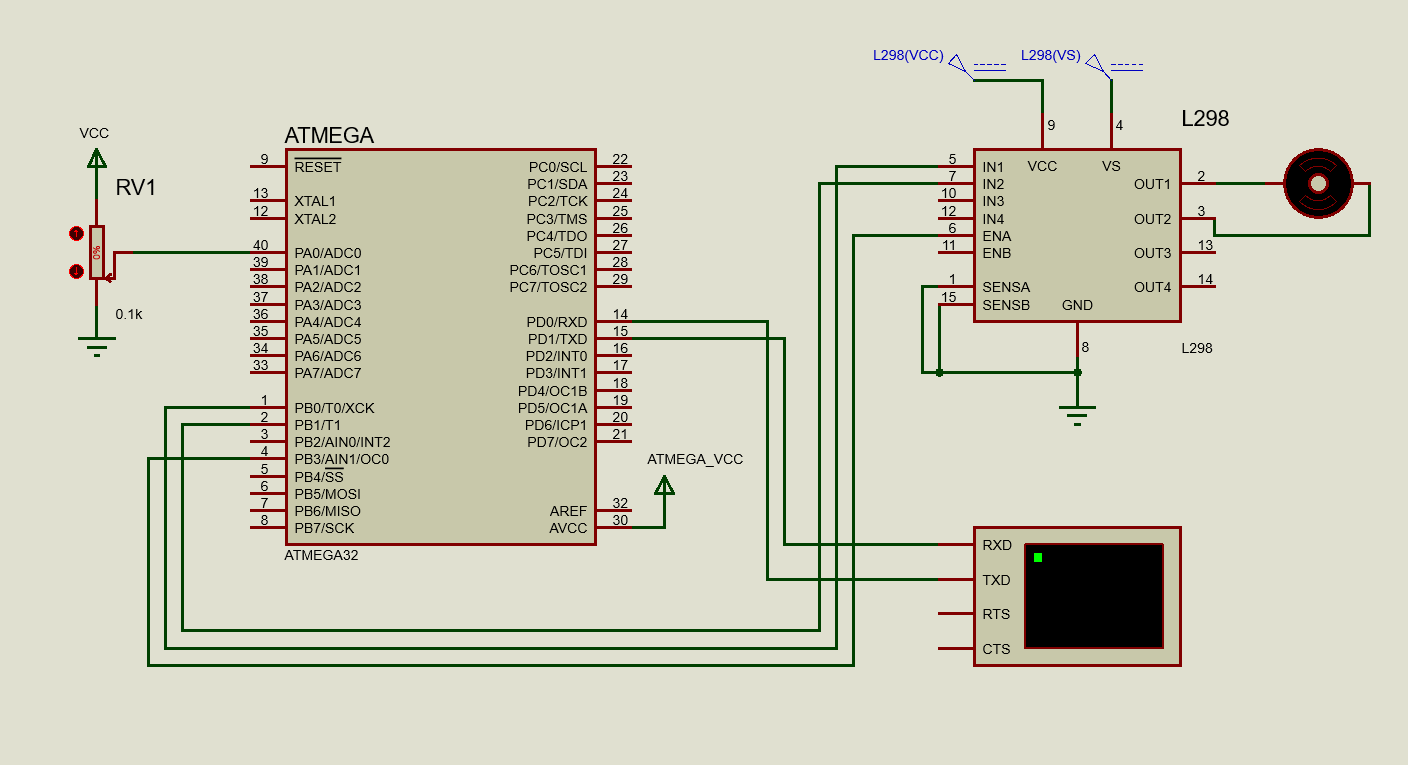 L298(VCC)
L298(VS)
VCC
RV1
0%
0.1k
ATMEGA
9 RESET
13 XTAL1
12 XTAL2
40 PA0/ADC0
39 PA1/ADC1
38 PA2/ADC2
37 PA3/ADC3
36 PA4/ADC4
35 PA5/ADC5
34 PA6/ADC6
33 PA7/ADC7
1 PB0/T0/XCK
2 PB1/T1
3 PB2/AIN0/INT2
4 PB3/AIN1/OC0
5 PB4/SS
6 PB5/MOSI
7 PB6/MISO
8 PB7/SCK
PC0/SCL 22
PC1/SDA 23
PC2/TCK 24
PC3/TMS 25
PC4/TDO 26
PC5/TDI 27
PC6/TOSC1 28
PC7/TOSC2 29
PD0/RXD 14
PD1/TXD 15
PD2/INT0 16
PD3/INT1 17
PD4/OC1B 18
PD5/OC1A 19
PD6/ICP1 20
PD7/OC2 21
AREF 32
AVCC 30
ATMEGA32
ATMEGA_VCC
L298
9
4
VCC
VS
5 IN1
7 IN2
10 IN3
12 IN4
6 ENA
11 ENB
1 SENSA
15 SENSB
OUT1 2
OUT2 3
OUT3 13
OUT4 14
GND
8
L298
RXD
TXD
RTS
CTS